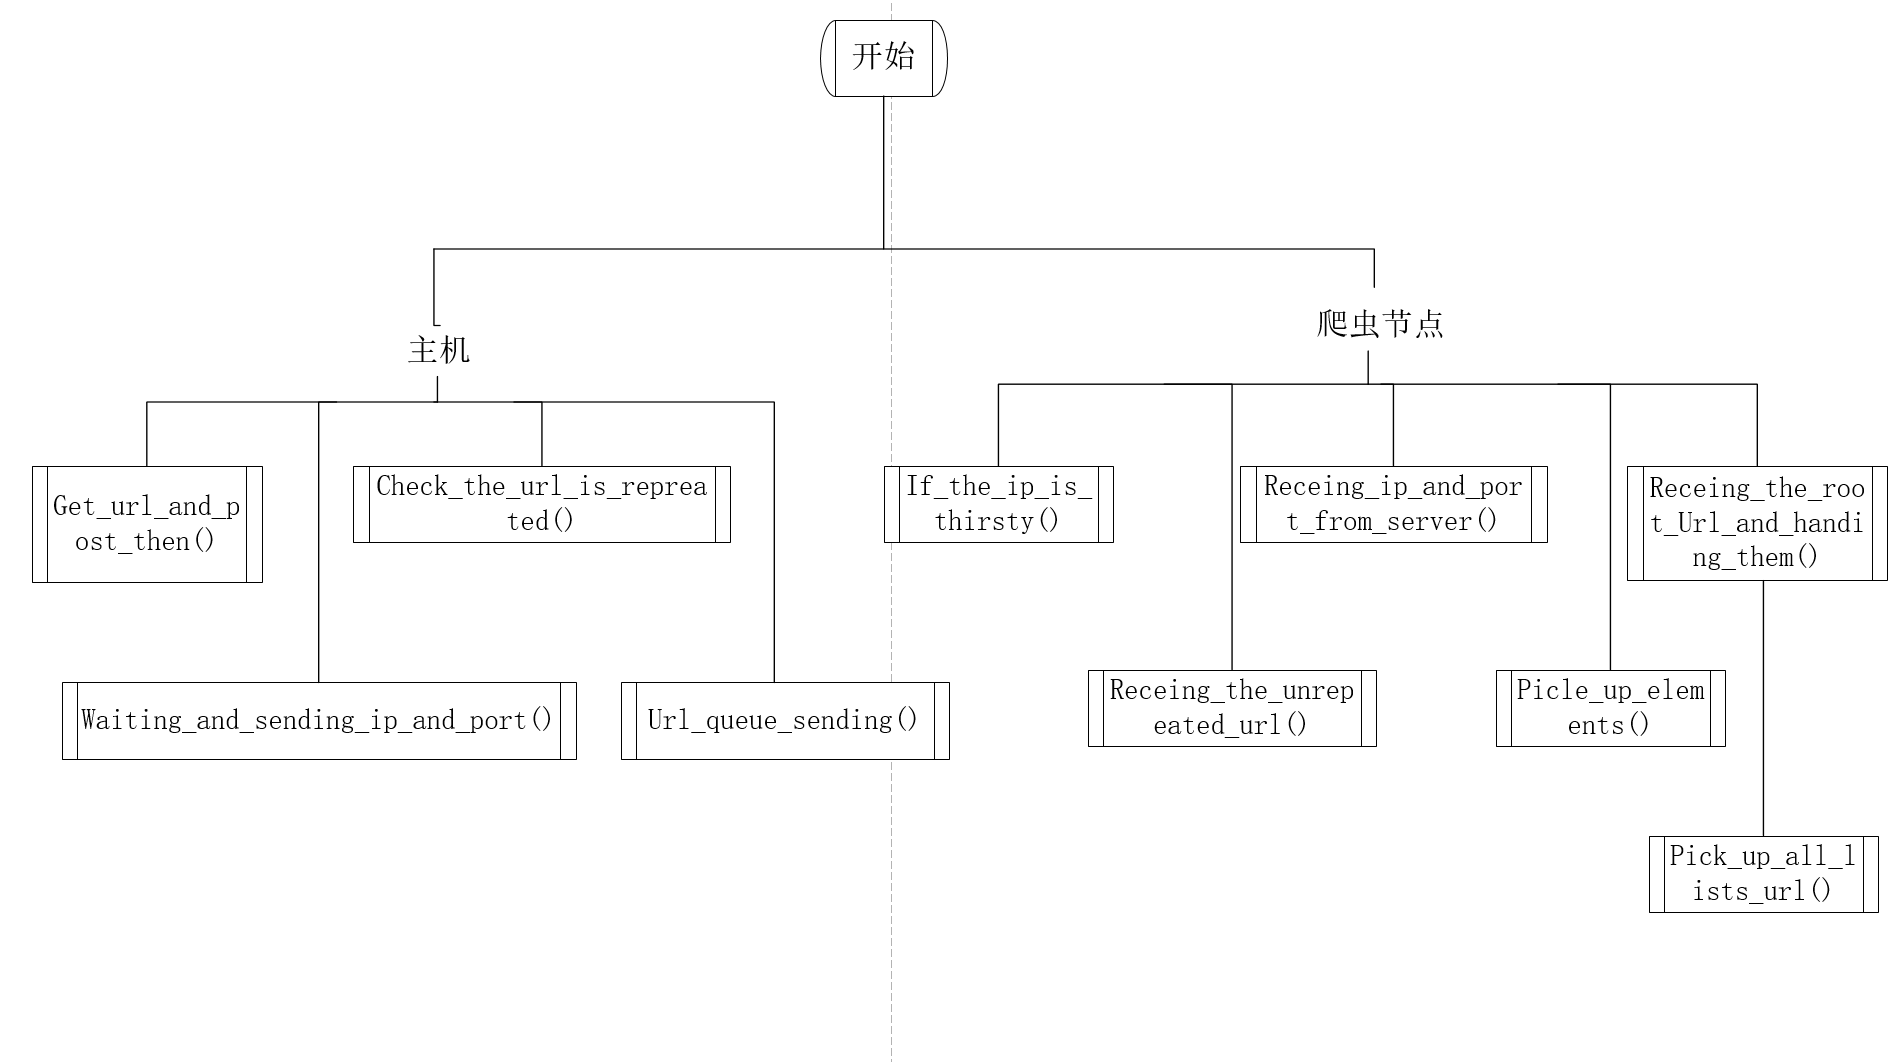 开始
主机
爬虫节点
Get_url_and_p
ost_then()
Check_the_url_is_reprea
ted()
If_the_ip_is_
thirsty()
Receing_ip_and_por
t_from_server()
Receing_the_roo
t_Url_and_handi
ng_them()
Waiting_and_sending_ip_and_port()
Url_queue_sending()
Receing_the_unrep
eated_url()
Picle_up_elem
ents()
Pick_up_all_l
ists_url()